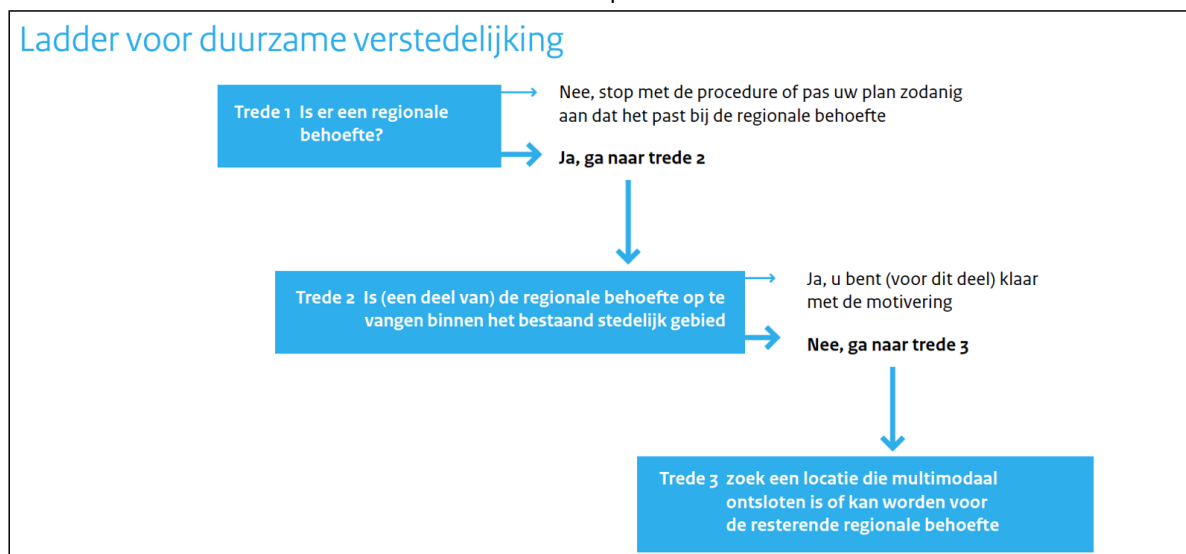 Ladder voor duurzame verstedelijking
Trede 1 Is er een regionale
behoefte?
Nee, stop met de procedure of pas uw plan zodanig
aan dat het past bij de regionale behoefte
Ja, ga naar trede 2
Trede 2 Is (een deel van) de regionale behoefte op te
vangen binnen het bestaand stedelijk gebied
Ja, u bent (voor dit deel) klaar
met de motivering
Nee, ga naar trede 3
Trede 3 zoek een locatie die multimodaal
ontsloten is of kan worden voor
de resterende regionale behoefte